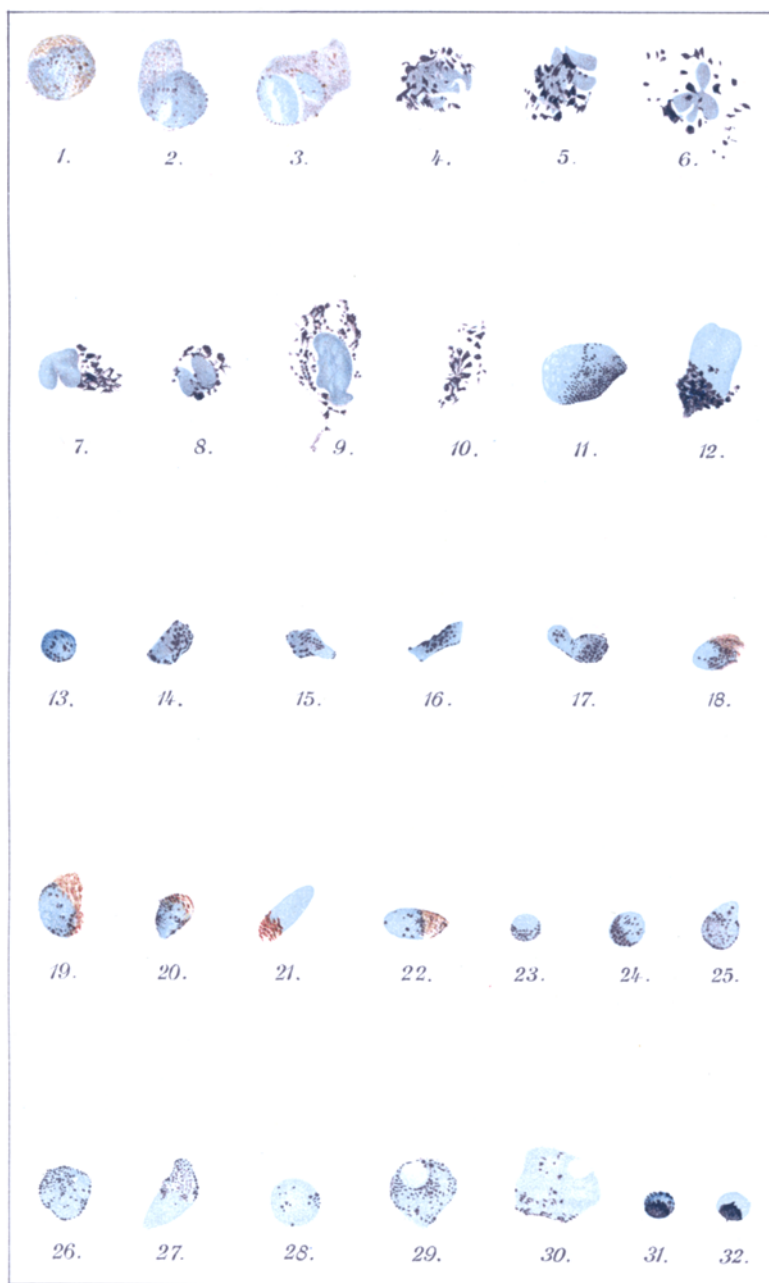 1. 2. 3. 4. 5. 6.
7. 8. 9. 10. 11. 12.
13. 14. 15. 16. 17. 18.
19. 20. 21. 22. 23. 24. 25.
26. 27. 28. 29. 30. 31. 32.